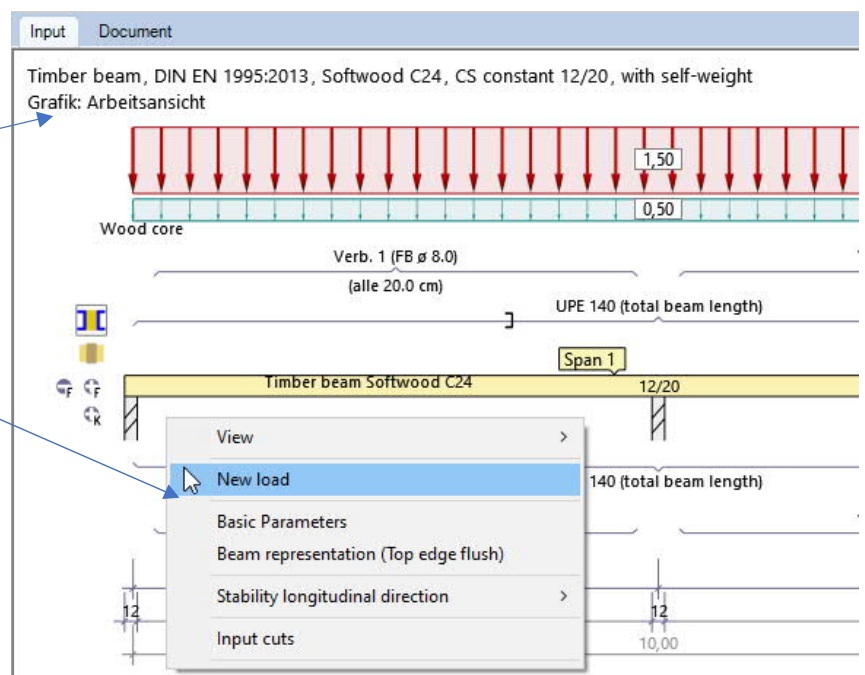 Input Document
Timber beam, DIN EN 1995:2013, Softwood C24, CS constant 12/20, with self-weight
Grafik: Arbeitsansicht
1,50
0,50
Wood core
Verb. 1 (FB ø 8.0)
(alle 20.0 cm)
UPE 140 (total beam length)
Span 1
Timber beam Softwood C24 12/20
F F
K
View
New load
140 (total beam length)
Basic Parameters
Beam representation (Top edge flush)
Stability longitudinal direction
12 12
Input cuts
10,00